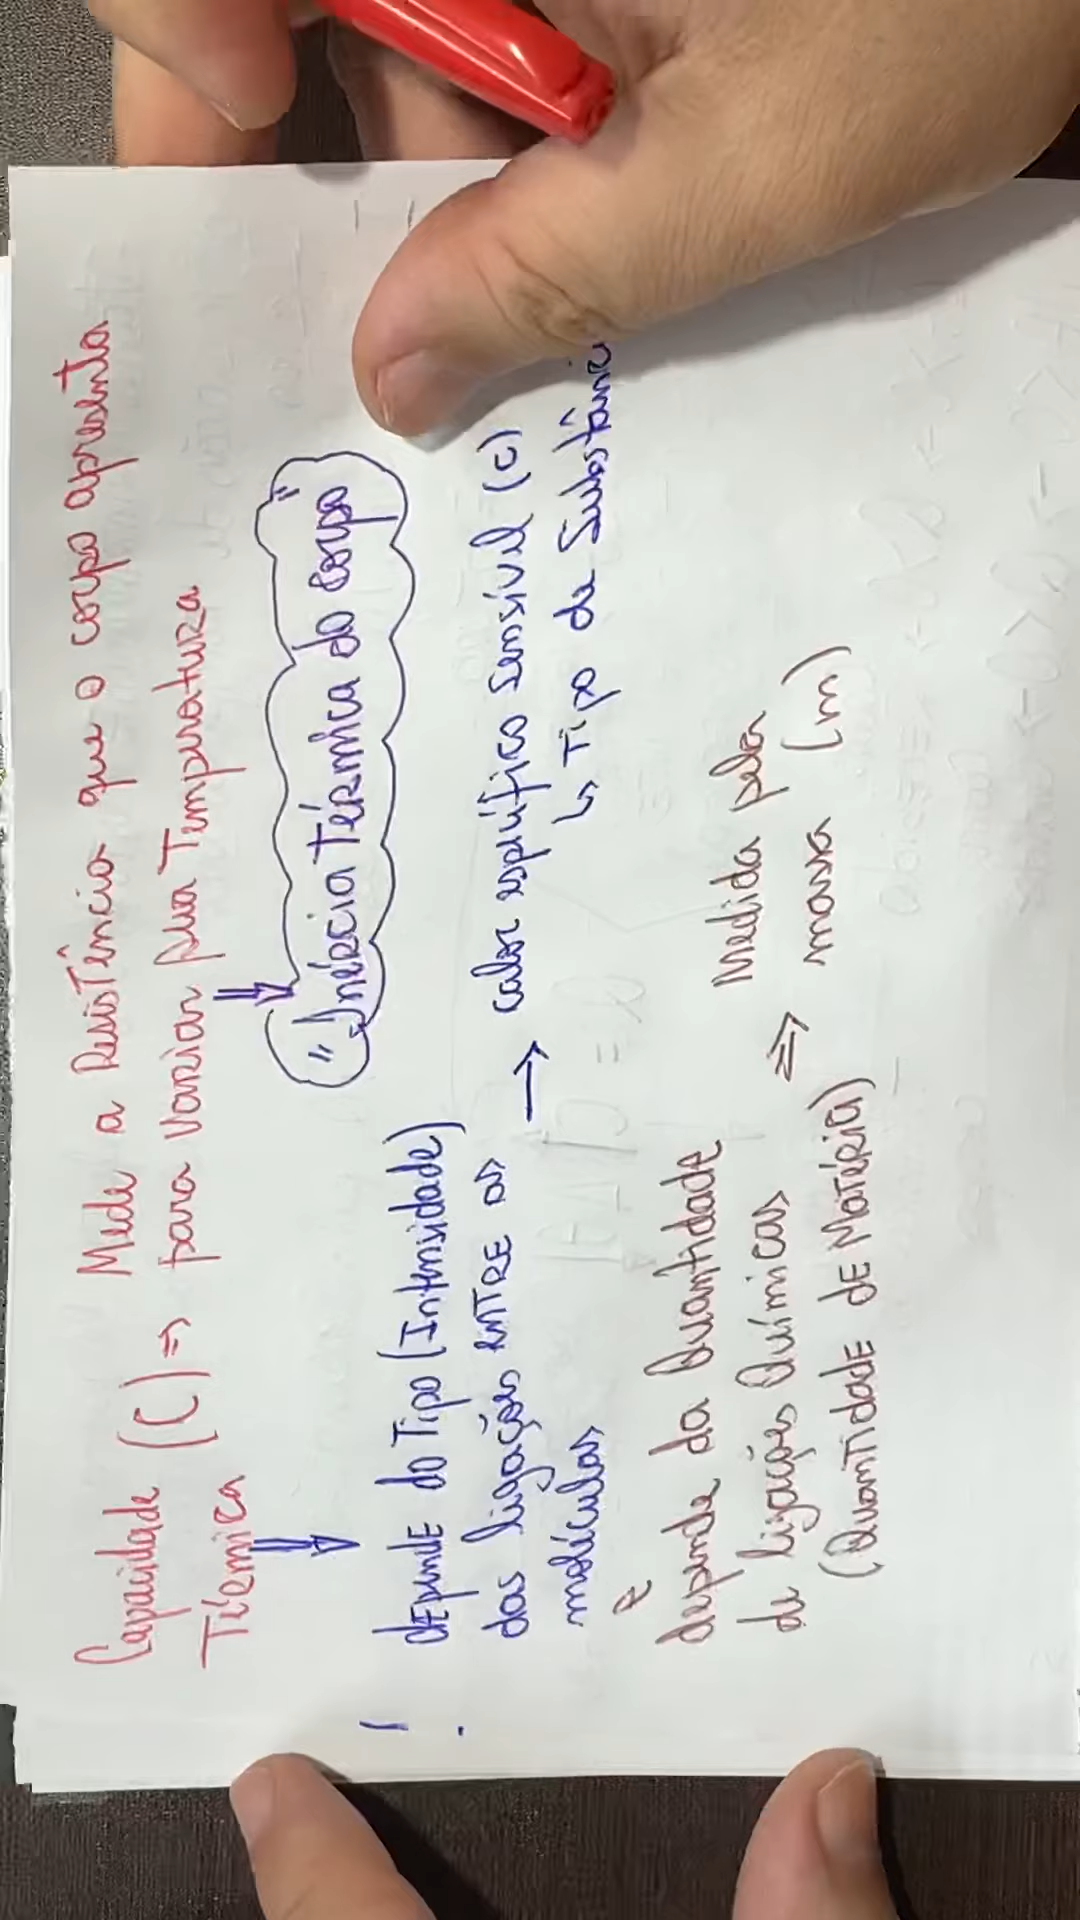 Capacidade Térmica (C) => Mede a Resistência que o corpo apresenta
para variar sua Temperatura
"Inércia Térmica do corpo"
depende do Tipo (Intensidade)
das ligações entre as
moléculas
→ calor específico sensível (c)
↳ Tipo de Substânc
e
depende da Quantidade
de ligações Químicas
(Quantidade de Matéria)
=> Medida pela
massa (m)